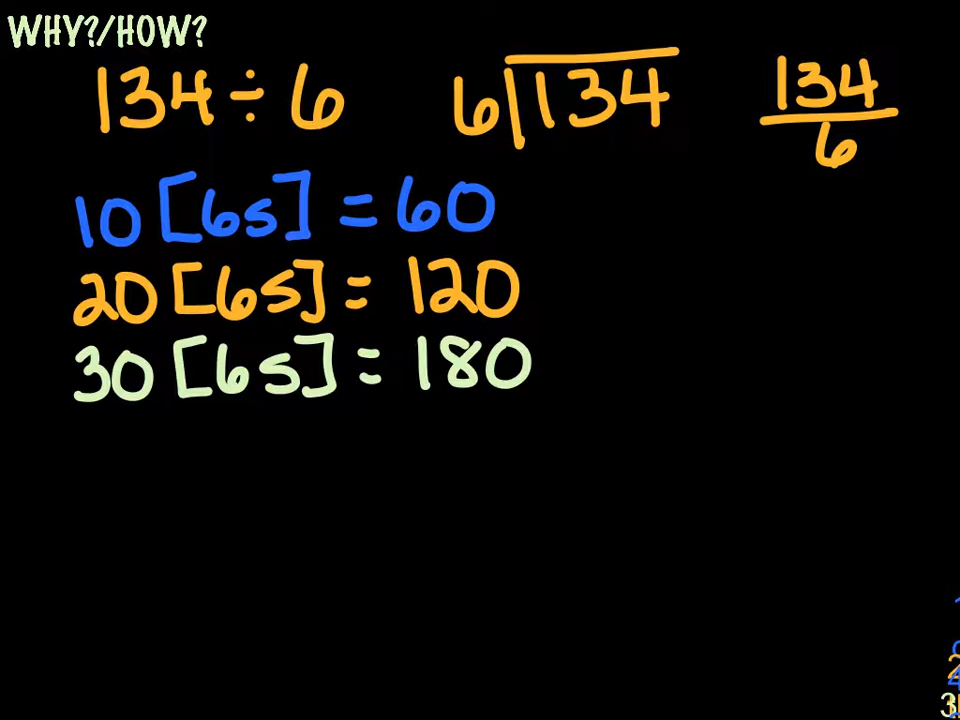 WHY?/HOW?
134 ÷ 6 6)134 134/6
10 [6s] = 60
20 [6s] = 120
30 [6s] = 180